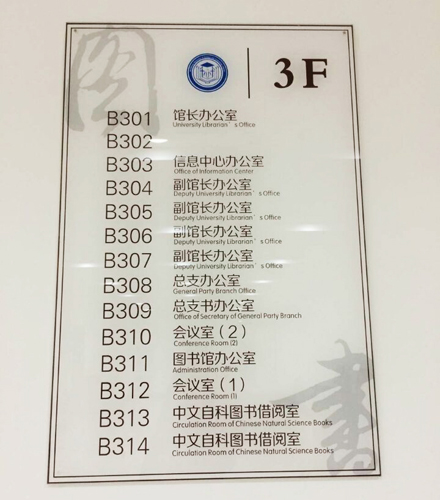 圖
3F
B301 馆长办公室
University Librarian's Office
B302
B303 信息中心办公室
Office of Information Center
B304 副馆长办公室
Deputy University Librarian's Office
B305 副馆长办公室
Deputy University Librarian's Office
B306 副馆长办公室
Deputy University Librarian's Office
B307 副馆长办公室
Deputy University Librarian's Office
B308 总支办公室
General Party Branch Office
B309 总支书办公室
Office of Secretary of General Party Branch
B310 会议室（2）
Conference Room (2)
B311 图书馆办公室
Administration Office
B312 会议室（1）
Conference Room (1)
B313 中文自科图书借阅室
Circulation Room of Chinese Natural Science Books
B314 中文自科图书借阅室
Circulation Room of Chinese Natural Science Books
書